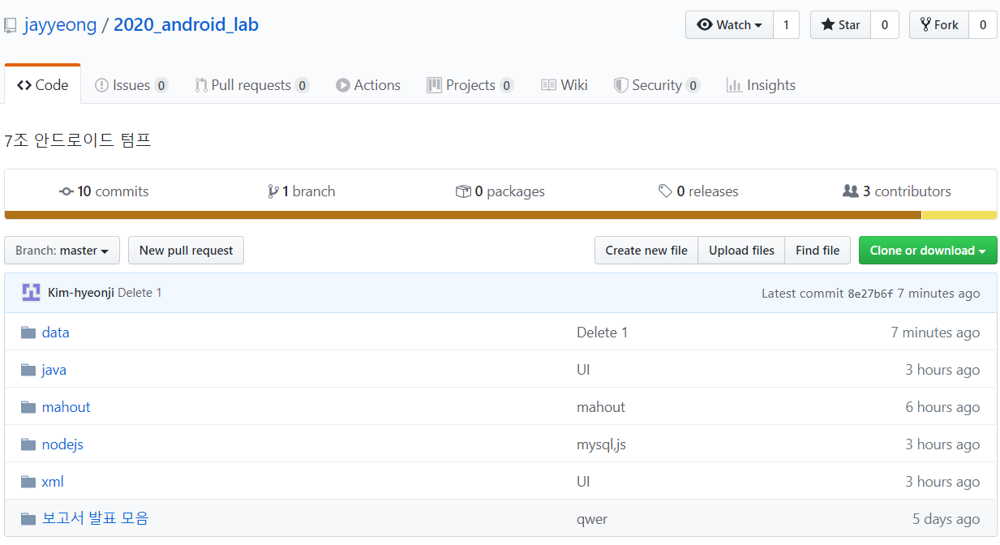 jayyeong / 2020_android_lab Watch 1 Star 0 Fork 0
Code Issues 0 Pull requests 0 Actions Projects 0 Wiki Security 0 Insights
7조 안드로이드 텀프
10 commits 1 branch 0 packages 0 releases 3 contributors
Branch: master New pull request Create new file Upload files Find file Clone or download
Kim-hyeonji Delete 1 Latest commit 8e27b6f 7 minutes ago
data Delete 1 7 minutes ago
java UI 3 hours ago
mahout mahout 6 hours ago
nodejs mysql,js 3 hours ago
xml UI 3 hours ago
보고서 발표 모음 qwer 5 days ago